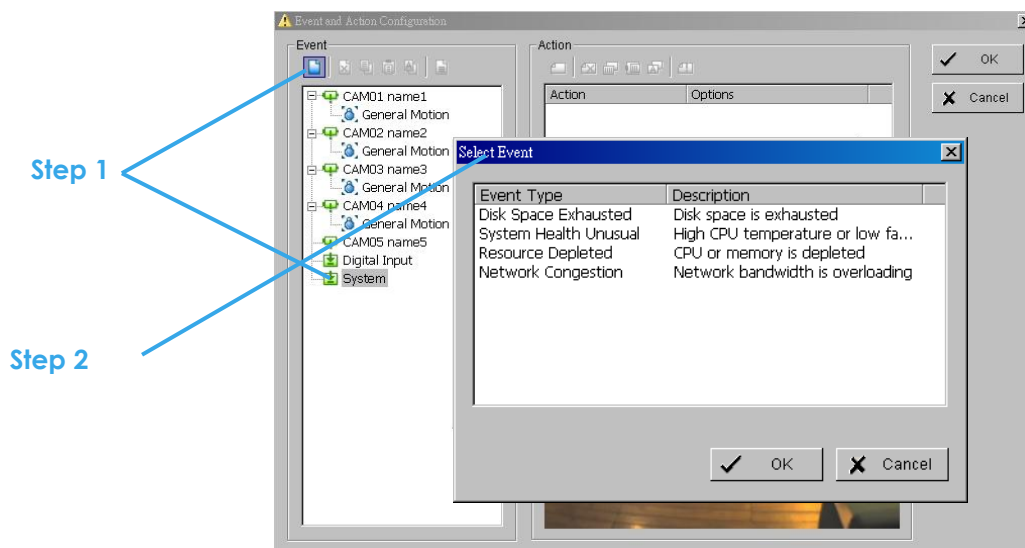 Event and Action Configuration
Event
Action
OK
Cancel
Action Options
CAM01 name1
General Motion
CAM02 name2
General Motion
CAM03 name3
General Motion
CAM04 name4
General Motion
CAM05 name5
Digital Input
System
Step 1
Step 2
Select Event
Event Type Description
Disk Space Exhausted Disk space is exhausted
System Health Unusual High CPU temperature or low fa...
Resource Depleted CPU or memory is depleted
Network Congestion Network bandwidth is overloading
OK Cancel